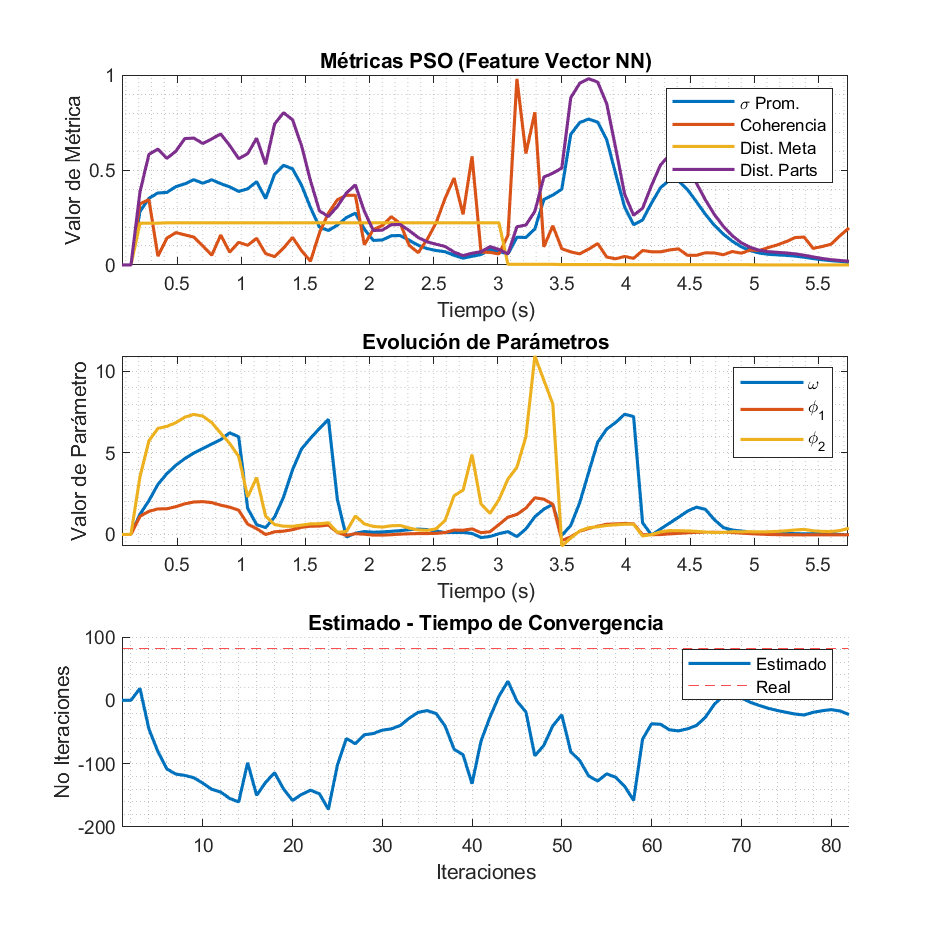 Métricas PSO (Feature Vector NN)
Valor de Métrica
1
0.5
0
σ Prom.
Coherencia
Dist. Meta
Dist. Parts
0.5 1 1.5 2 2.5 3 3.5 4 4.5 5 5.5
Tiempo (s)
Evolución de Parámetros
Valor de Parámetro
10
5
0
ω
ϕ1
ϕ2
0.5 1 1.5 2 2.5 3 3.5 4 4.5 5 5.5
Tiempo (s)
Estimado - Tiempo de Convergencia
No Iteraciones
100
0
-100
-200
Estimado
Real
10 20 30 40 50 60 70 80
Iteraciones